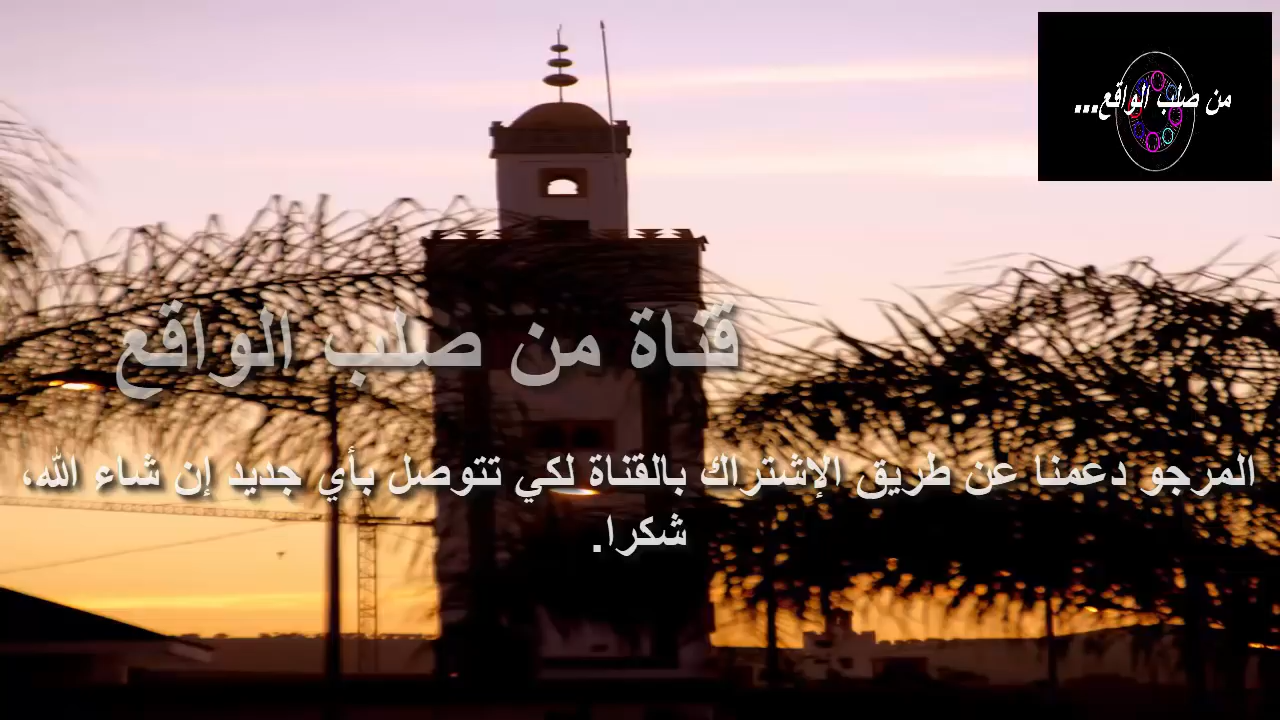 من صلب الواقع...
قناة من صلب الواقع
المرجو دعمنا عن طريق الإشتراك بالقناة لكي تتوصل بأي جديد إن شاء الله،
شكرا.